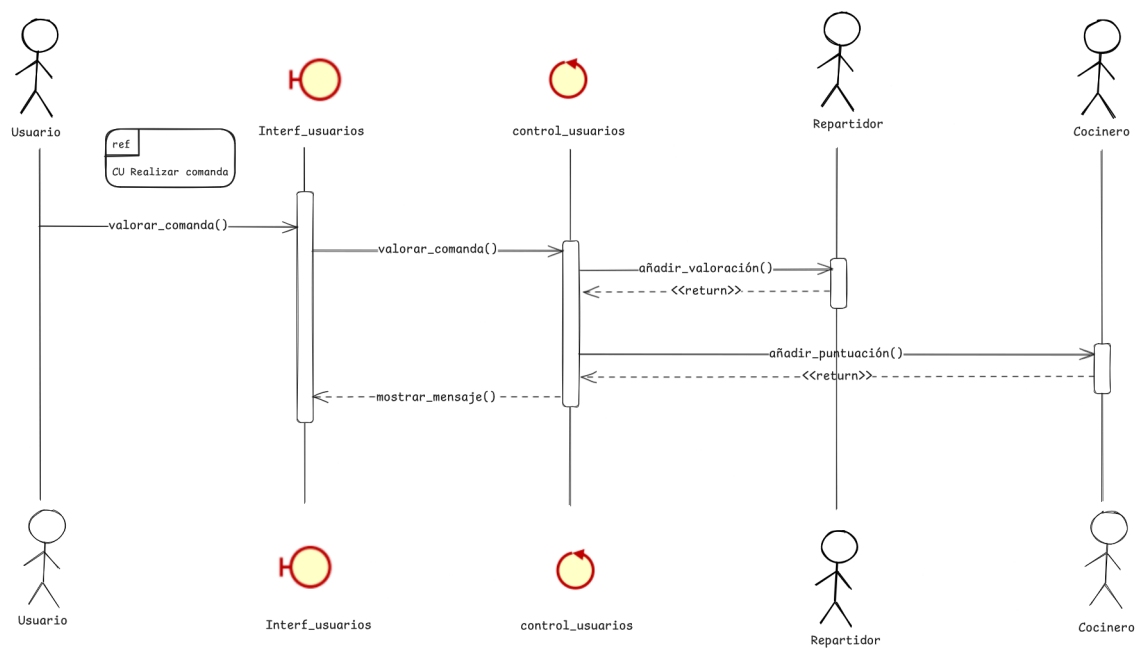 Usuario
Interf_usuarios
control_usuarios
Repartidor
Cocinero
ref
CU Realizar comanda
valorar_comanda()
valorar_comanda()
añadir_valoración()
<<return>>
añadir_puntuación()
<<return>>
mostrar_mensaje()
Usuario
Interf_usuarios
control_usuarios
Repartidor
Cocinero